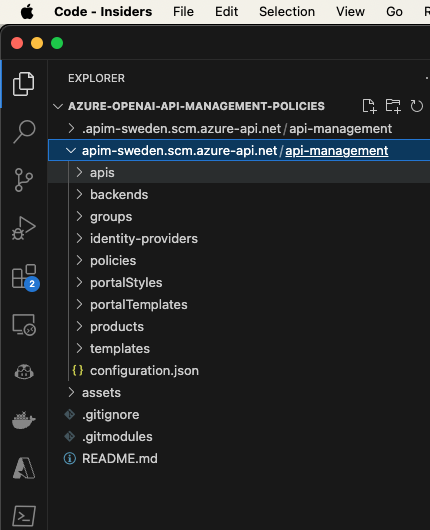 Code - Insiders File Edit Selection View Go
EXPLORER
AZURE-OPENAI-API-MANAGEMENT-POLICIES
.apim-sweden.scm.azure-api.net/api-management
apim-sweden.scm.azure-api.net/api-management
apis
backends
groups
identity-providers
policies
portalStyles
portalTemplates
products
templates
{} configuration.json
assets
.gitignore
.gitmodules
README.md
2